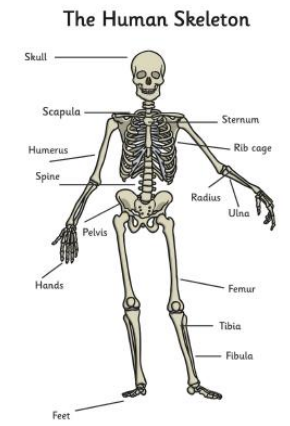 The Human Skeleton
Skull
Scapula
Sternum
Humerus
Rib cage
Spine
Radius
Ulna
Pelvis
Hands
Femur
Tibia
Fibula
Feet